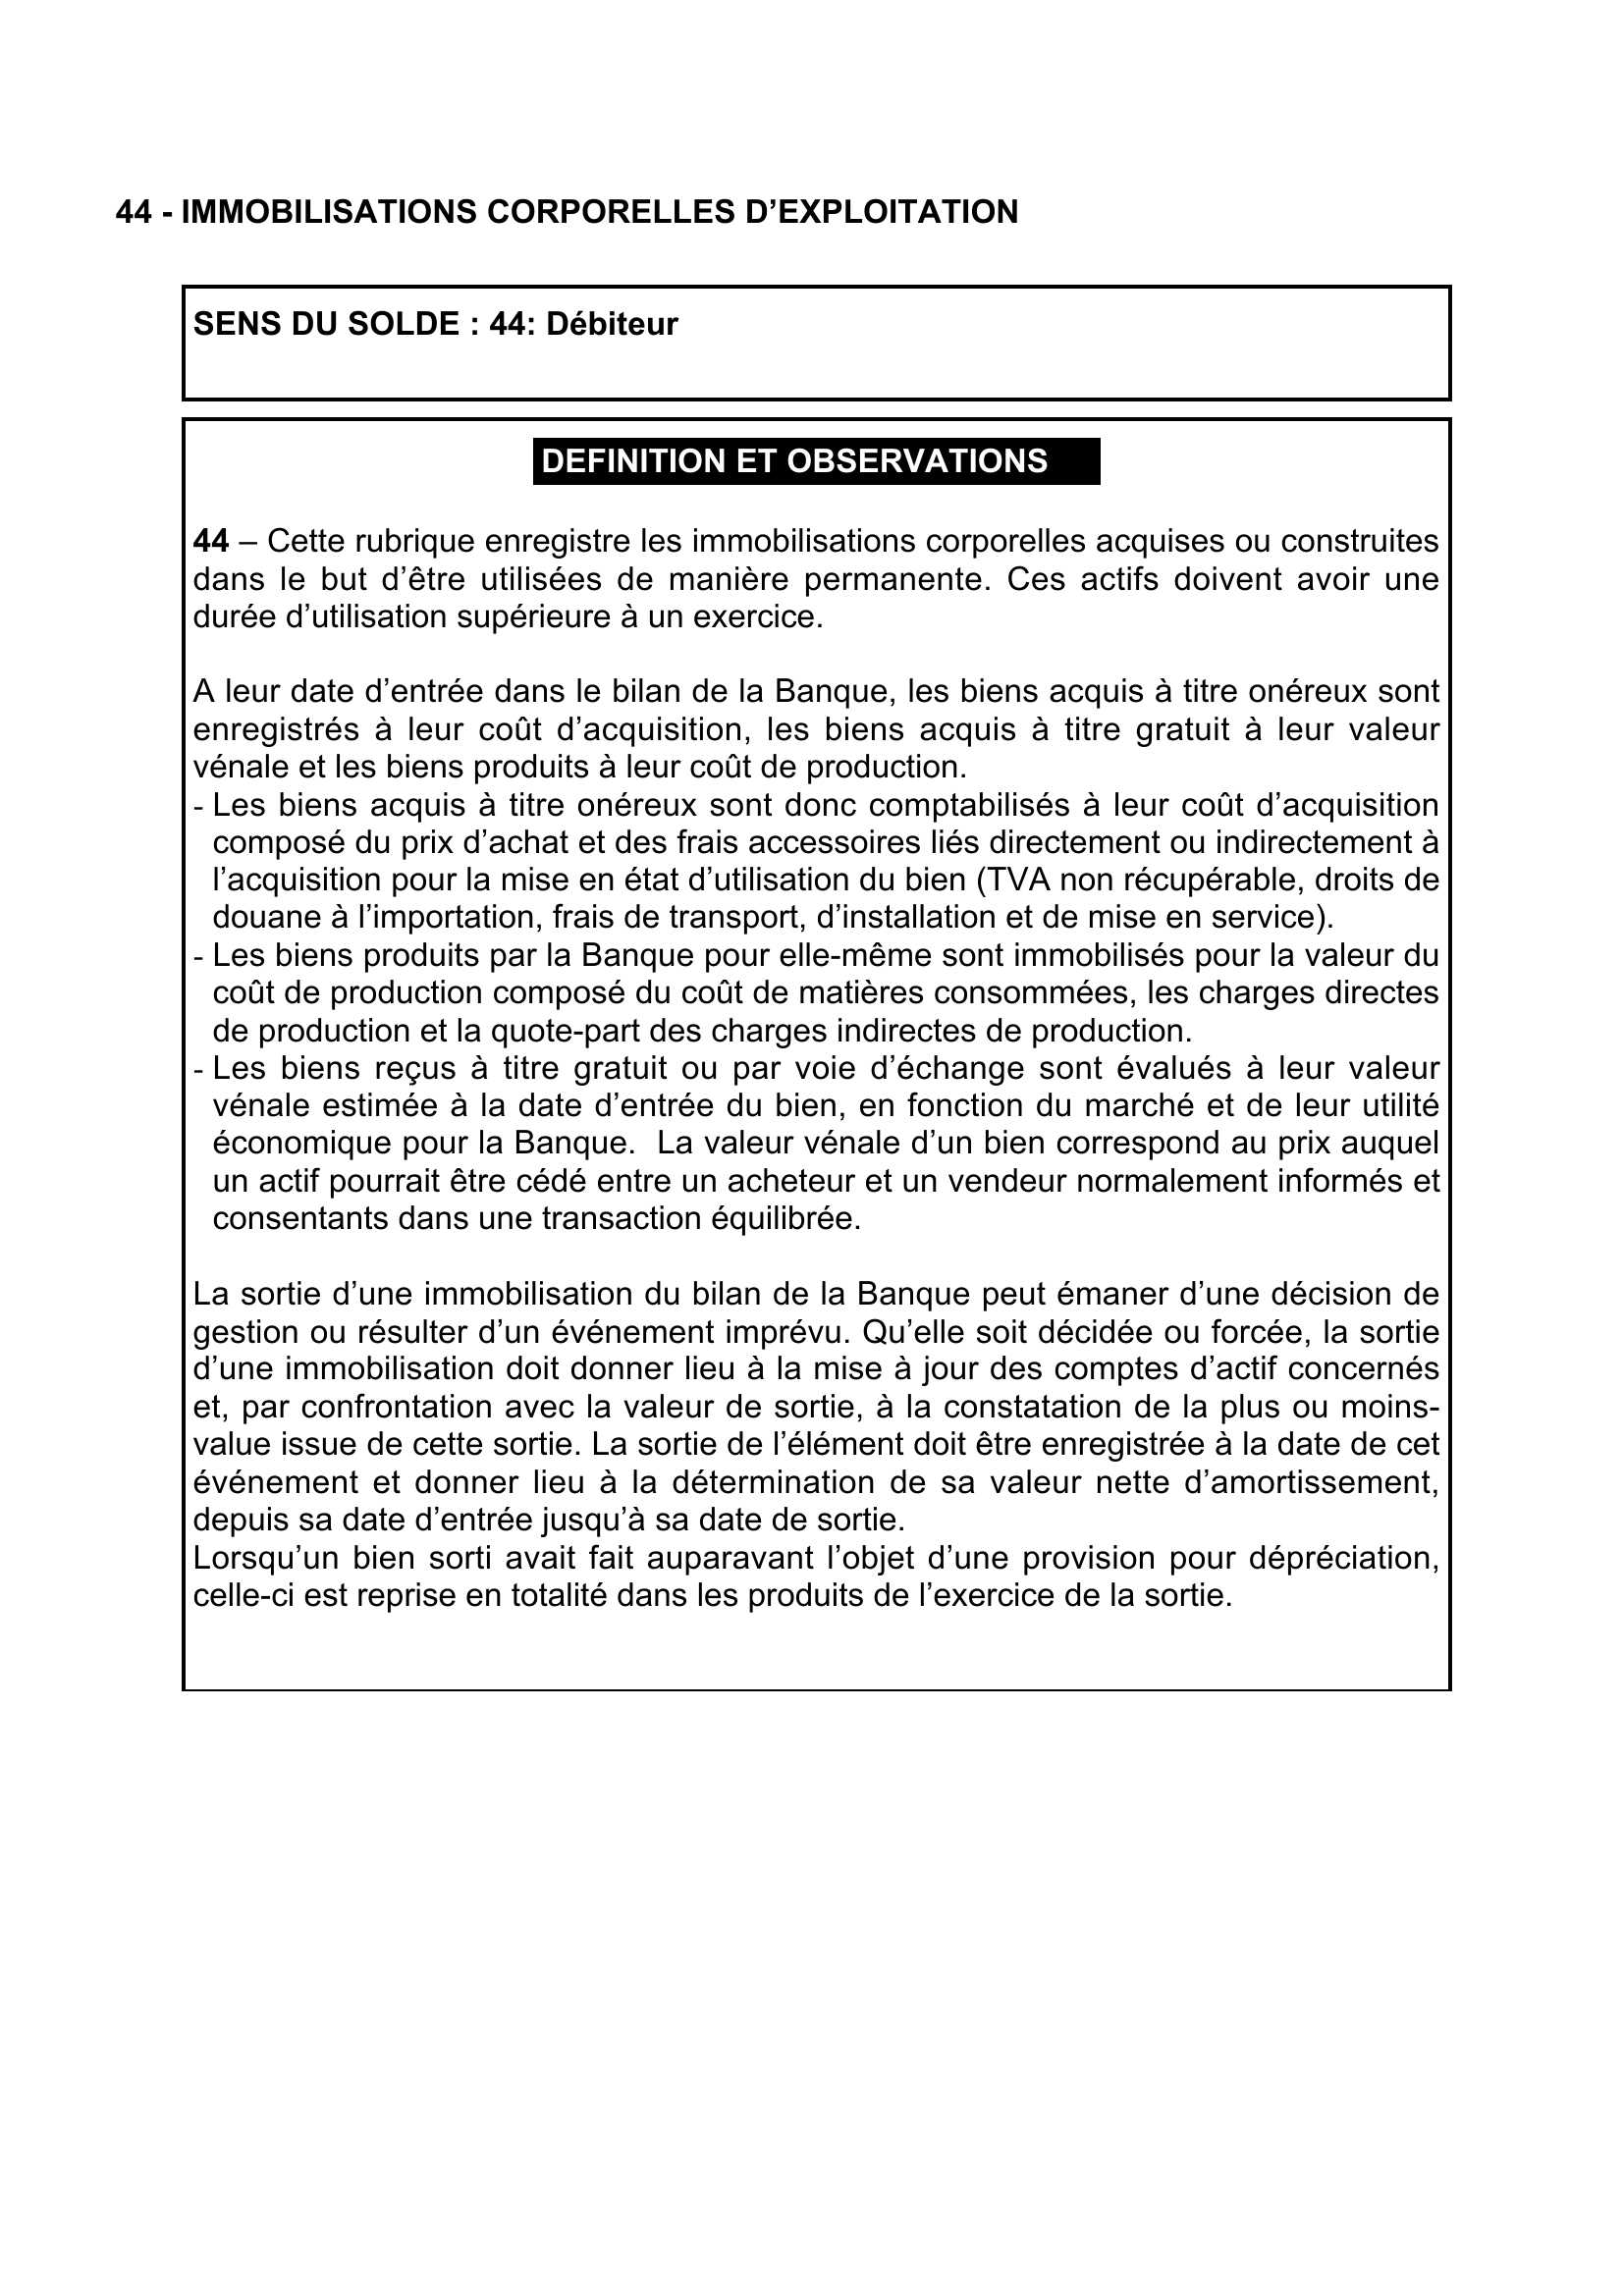 44 - IMMOBILISATIONS CORPORELLES D’EXPLOITATION
SENS DU SOLDE : 44: Débiteur
DEFINITION ET OBSERVATIONS
44 – Cette rubrique enregistre les immobilisations corporelles acquises ou construites
dans le but d’être utilisées de manière permanente. Ces actifs doivent avoir une
durée d’utilisation supérieure à un exercice.
A leur date d’entrée dans le bilan de la Banque, les biens acquis à titre onéreux sont
enregistrés à leur coût d’acquisition, les biens acquis à titre gratuit à leur valeur
vénale et les biens produits à leur coût de production.
- Les biens acquis à titre onéreux sont donc comptabilisés à leur coût d’acquisition
composé du prix d’achat et des frais accessoires liés directement ou indirectement à
l’acquisition pour la mise en état d’utilisation du bien (TVA non récupérable, droits de
douane à l’importation, frais de transport, d’installation et de mise en service).
- Les biens produits par la Banque pour elle-même sont immobilisés pour la valeur du
coût de production composé du coût de matières consommées, les charges directes
de production et la quote-part des charges indirectes de production.
- Les biens reçus à titre gratuit ou par voie d’échange sont évalués à leur valeur
vénale estimée à la date d’entrée du bien, en fonction du marché et de leur utilité
économique pour la Banque.  La valeur vénale d’un bien correspond au prix auquel
un actif pourrait être cédé entre un acheteur et un vendeur normalement informés et
consentants dans une transaction équilibrée.
La sortie d’une immobilisation du bilan de la Banque peut émaner d’une décision de
gestion ou résulter d’un événement imprévu. Qu’elle soit décidée ou forcée, la sortie
d’une immobilisation doit donner lieu à la mise à jour des comptes d’actif concernés
et, par confrontation avec la valeur de sortie, à la constatation de la plus ou moins-
value issue de cette sortie. La sortie de l’élément doit être enregistrée à la date de cet
événement et donner lieu à la détermination de sa valeur nette d’amortissement,
depuis sa date d’entrée jusqu’à sa date de sortie.
Lorsqu’un bien sorti avait fait auparavant l’objet d’une provision pour dépréciation,
celle-ci est reprise en totalité dans les produits de l’exercice de la sortie.